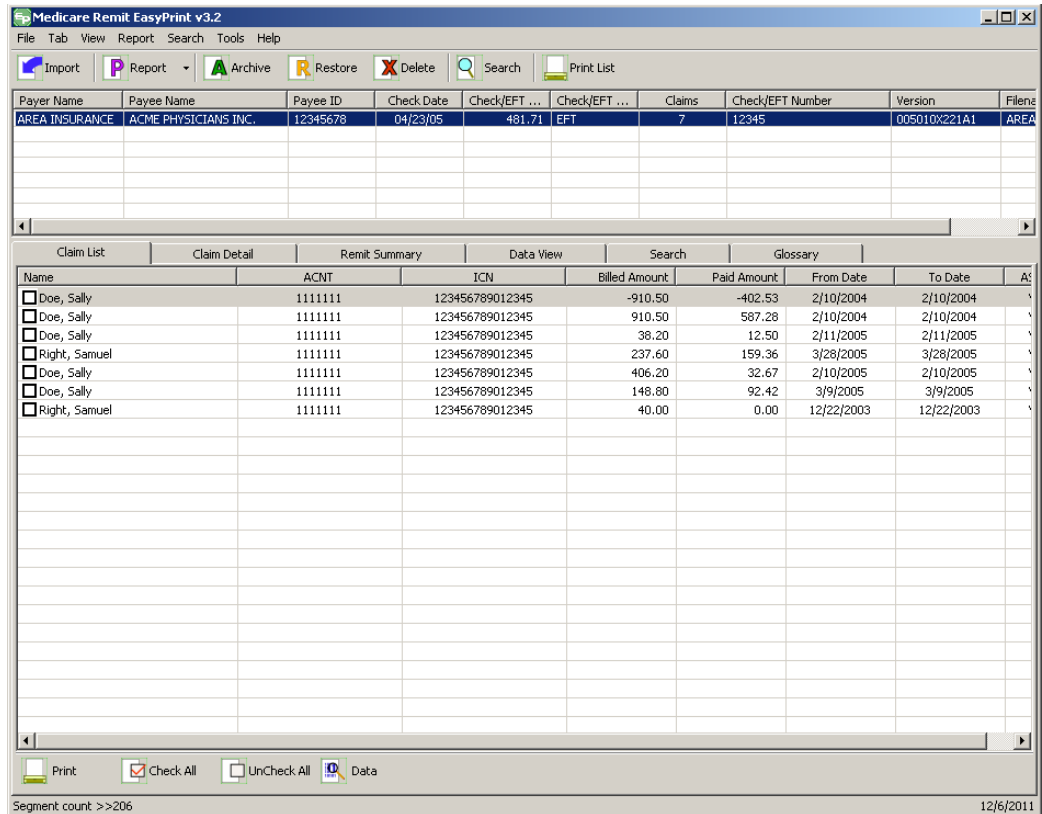 Medicare Remit EasyPrint v3.2
File Tab View Report Search Tools Help
Import Report Archive Restore Delete Search Print List
Payer Name Payee Name Payee ID Check Date Check/EFT ... Check/EFT ... Claims Check/EFT Number Version Filena
AREA INSURANCE ACME PHYSICIANS INC. 12345678 04/23/05 481.71 EFT 7 12345 005010X221A1 AREA
Claim List Claim Detail Remit Summary Data View Search Glossary
Name ACNT ICN Billed Amount Paid Amount From Date To Date AS
Doe, Sally 1111111 123456789012345 -910.50 -402.53 2/10/2004 2/10/2004
Doe, Sally 1111111 123456789012345 910.50 587.28 2/10/2004 2/10/2004
Doe, Sally 1111111 123456789012345 38.20 12.50 2/11/2005 2/11/2005
Right, Samuel 1111111 123456789012345 237.60 159.36 3/28/2005 3/28/2005
Doe, Sally 1111111 123456789012345 406.20 32.67 2/10/2005 2/10/2005
Doe, Sally 1111111 123456789012345 148.80 92.42 3/9/2005 3/9/2005
Right, Samuel 1111111 123456789012345 40.00 0.00 12/22/2003 12/22/2003
Print Check All UnCheck All Data
Segment count >>206 12/6/2011